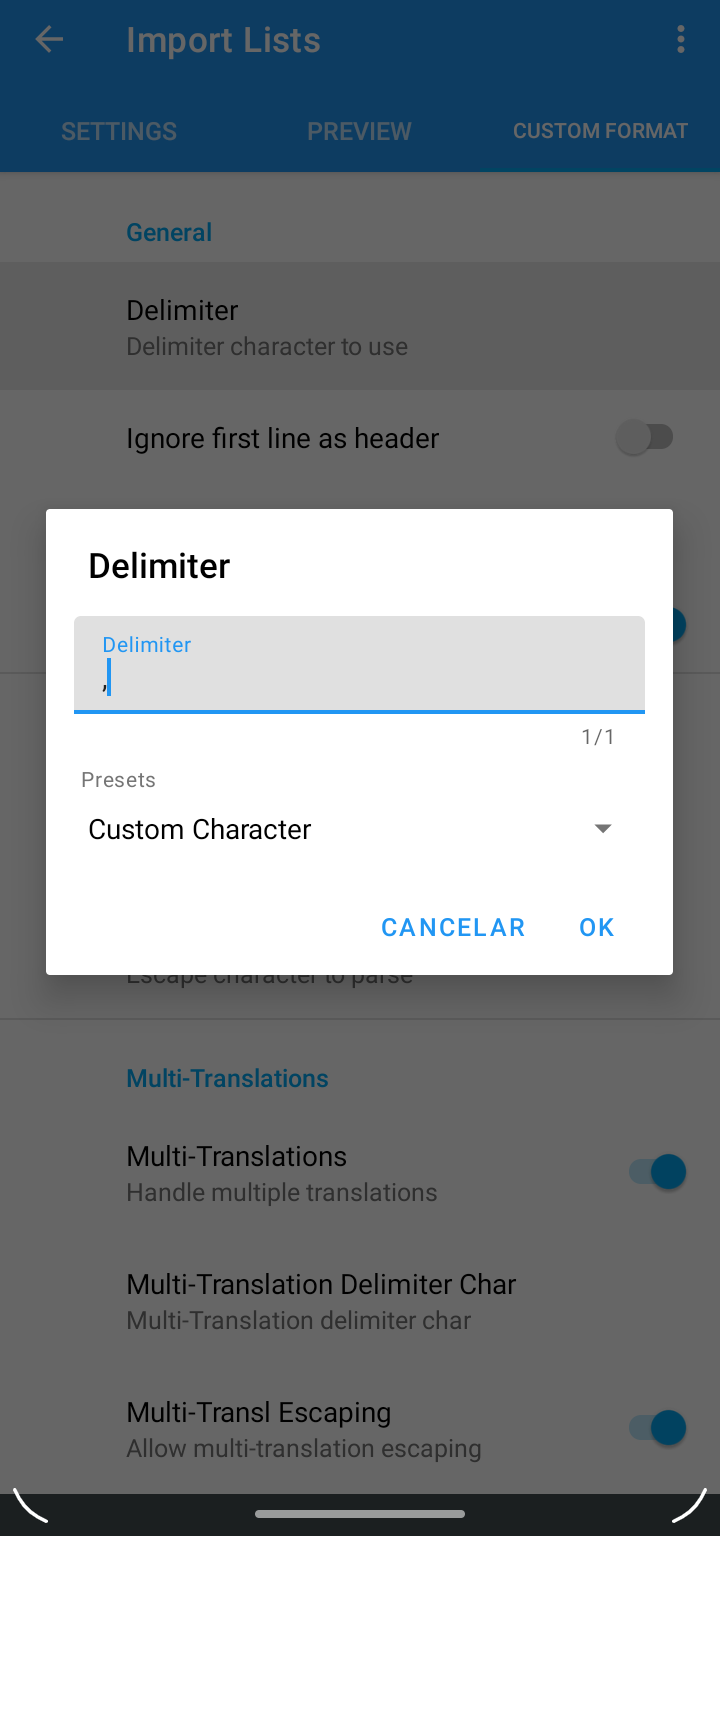 Import Lists
SETTINGS
PREVIEW
CUSTOM FORMAT
General
Delimiter
Delimiter character to use
Ignore first line as header
Delimiter
Delimiter
,
1/1
Presets
Custom Character
CANCELAR
OK
Escape character to parse
Multi-Translations
Multi-Translations
Handle multiple translations
Multi-Translation Delimiter Char
Multi-Translation delimiter char
Multi-Transl Escaping
Allow multi-translation escaping